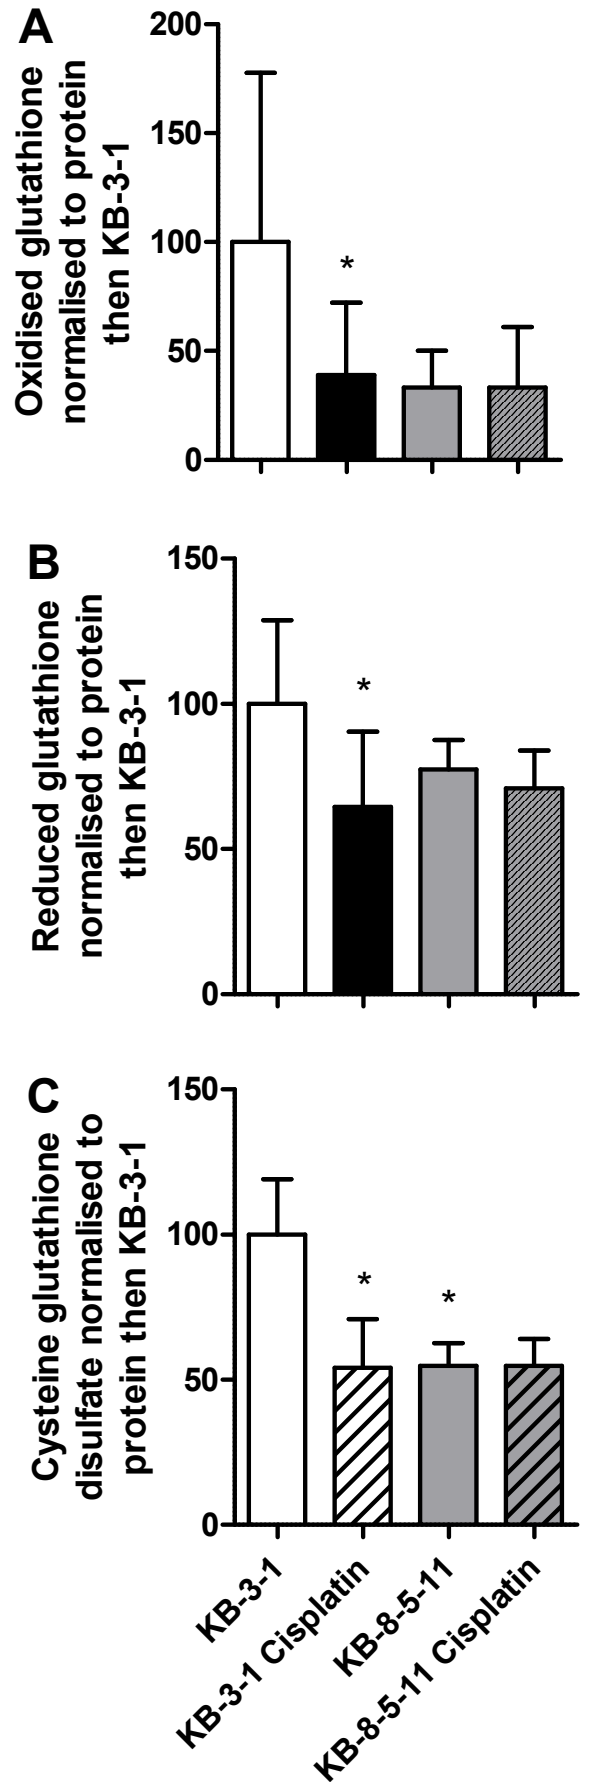 A
Oxidised glutathione
normalised to protein
then KB-3-1
200
150
100
50
0
*
B
Reduced glutathione
normalised to protein
then KB-3-1
150
100
50
0
*
C
Cysteine glutathione
disulfate normalised to
protein then KB-3-1
150
100
50
0
*
*
KB-3-1
KB-3-1 Cisplatin
KB-8-5-11
KB-8-5-11 Cisplatin